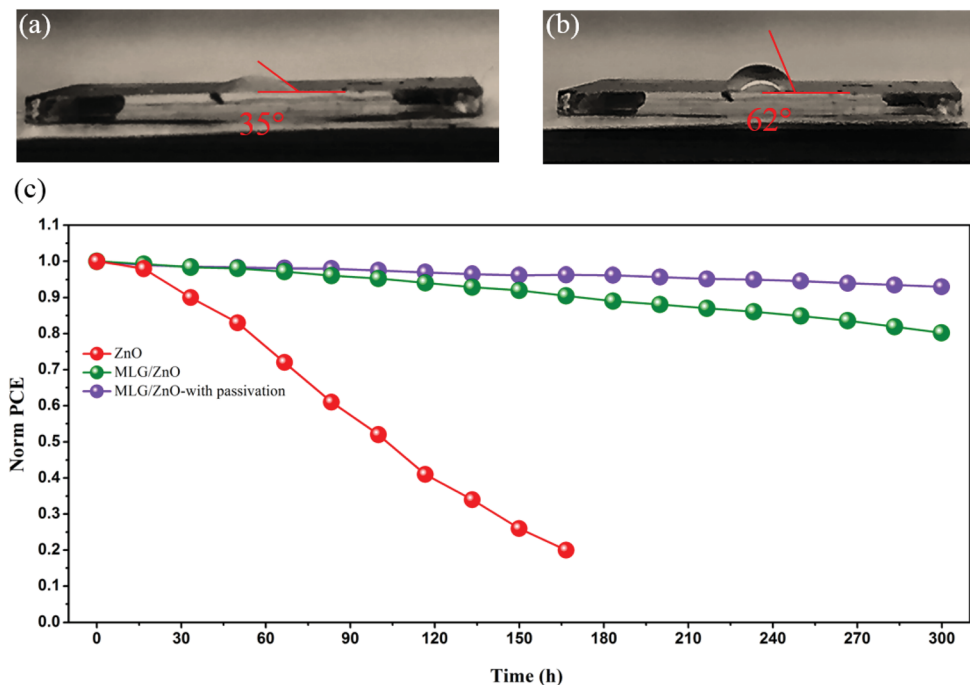 (a)
35°
(b)
62°
(c)
1.1
1.0
0.9
0.8
0.7
0.6
0.5
0.4
0.3
0.2
0.1
0.0
Norm PCE
ZnO
MLG/ZnO
MLG/ZnO-with passivation
0 30 60 90 120 150 180 210 240 270 300
Time (h)